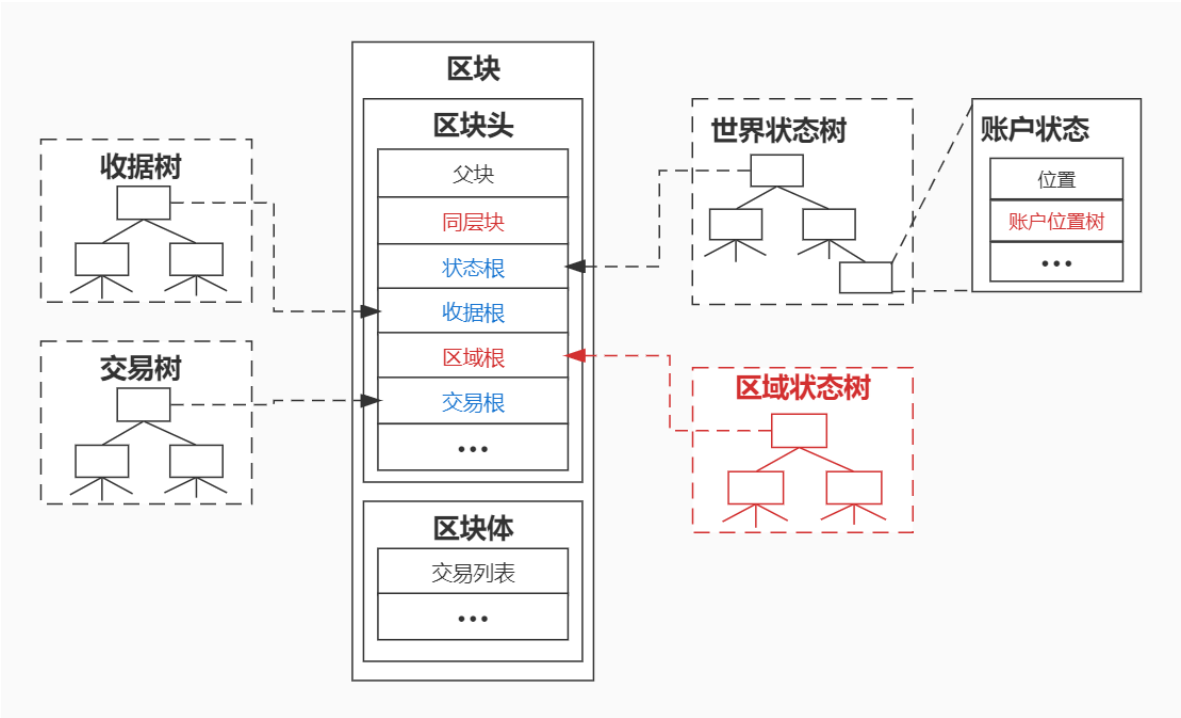 区块
区块头
父块
同层块
状态根
收据根
区域根
交易根
•••
区块体
交易列表
•••
收据树
交易树
世界状态树
账户状态
位置
账户位置树
•••
区域状态树